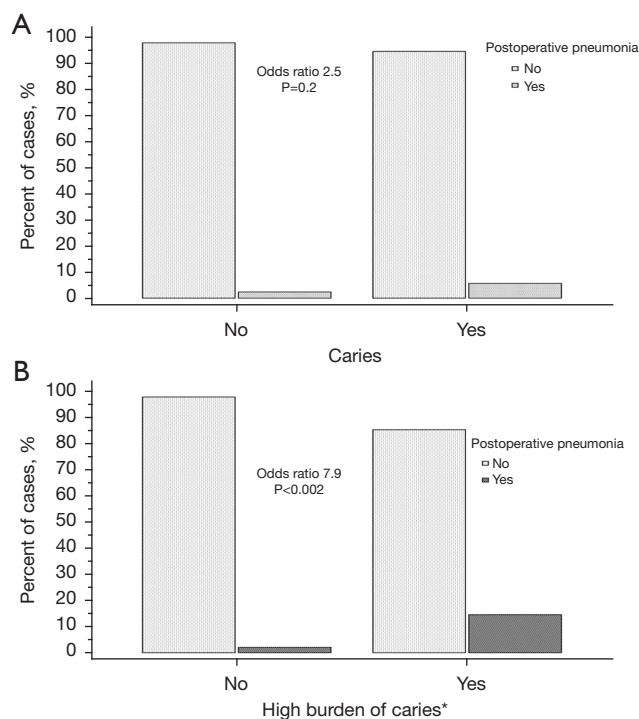 A
100
90
80
70
60
50
40
30
20
10
0
Percent of cases, %
Odds ratio 2.5
P=0.2
Postoperative pneumonia
No
Yes
No
Yes
Caries
B
100
90
80
70
60
50
40
30
20
10
0
Percent of cases, %
Odds ratio 7.9
P<0.002
Postoperative pneumonia
No
Yes
No
Yes
High burden of caries*